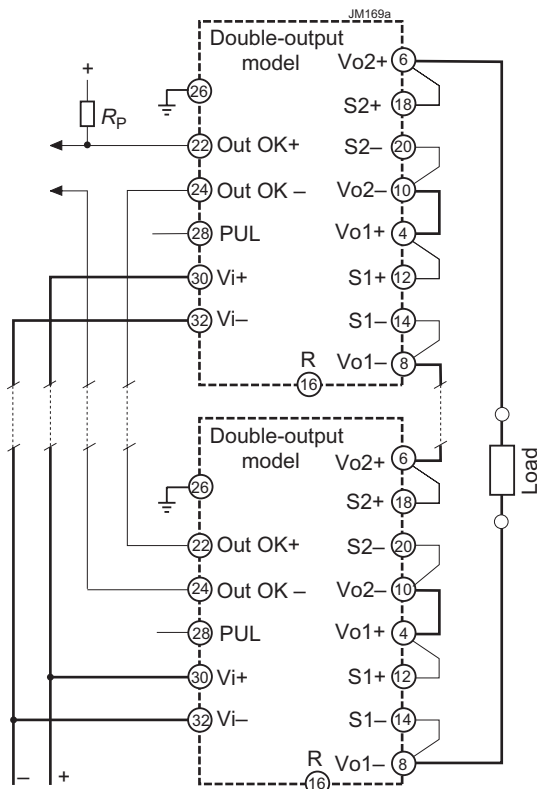 JM169a
Double-output
model
+
Rp
26
22 Out OK+
24 Out OK –
28 PUL
30 Vi+
32 Vi–
Vo2+ 6
S2+ 18
S2– 20
Vo2– 10
Vo1+ 4
S1+ 12
S1– 14
Vo1– 8
R
16
Load
Double-output
model
26
22 Out OK+
24 Out OK –
28 PUL
30 Vi+
32 Vi–
Vo2+ 6
S2+ 18
S2– 20
Vo2– 10
Vo1+ 4
S1+ 12
S1– 14
Vo1– 8
R
16
– +